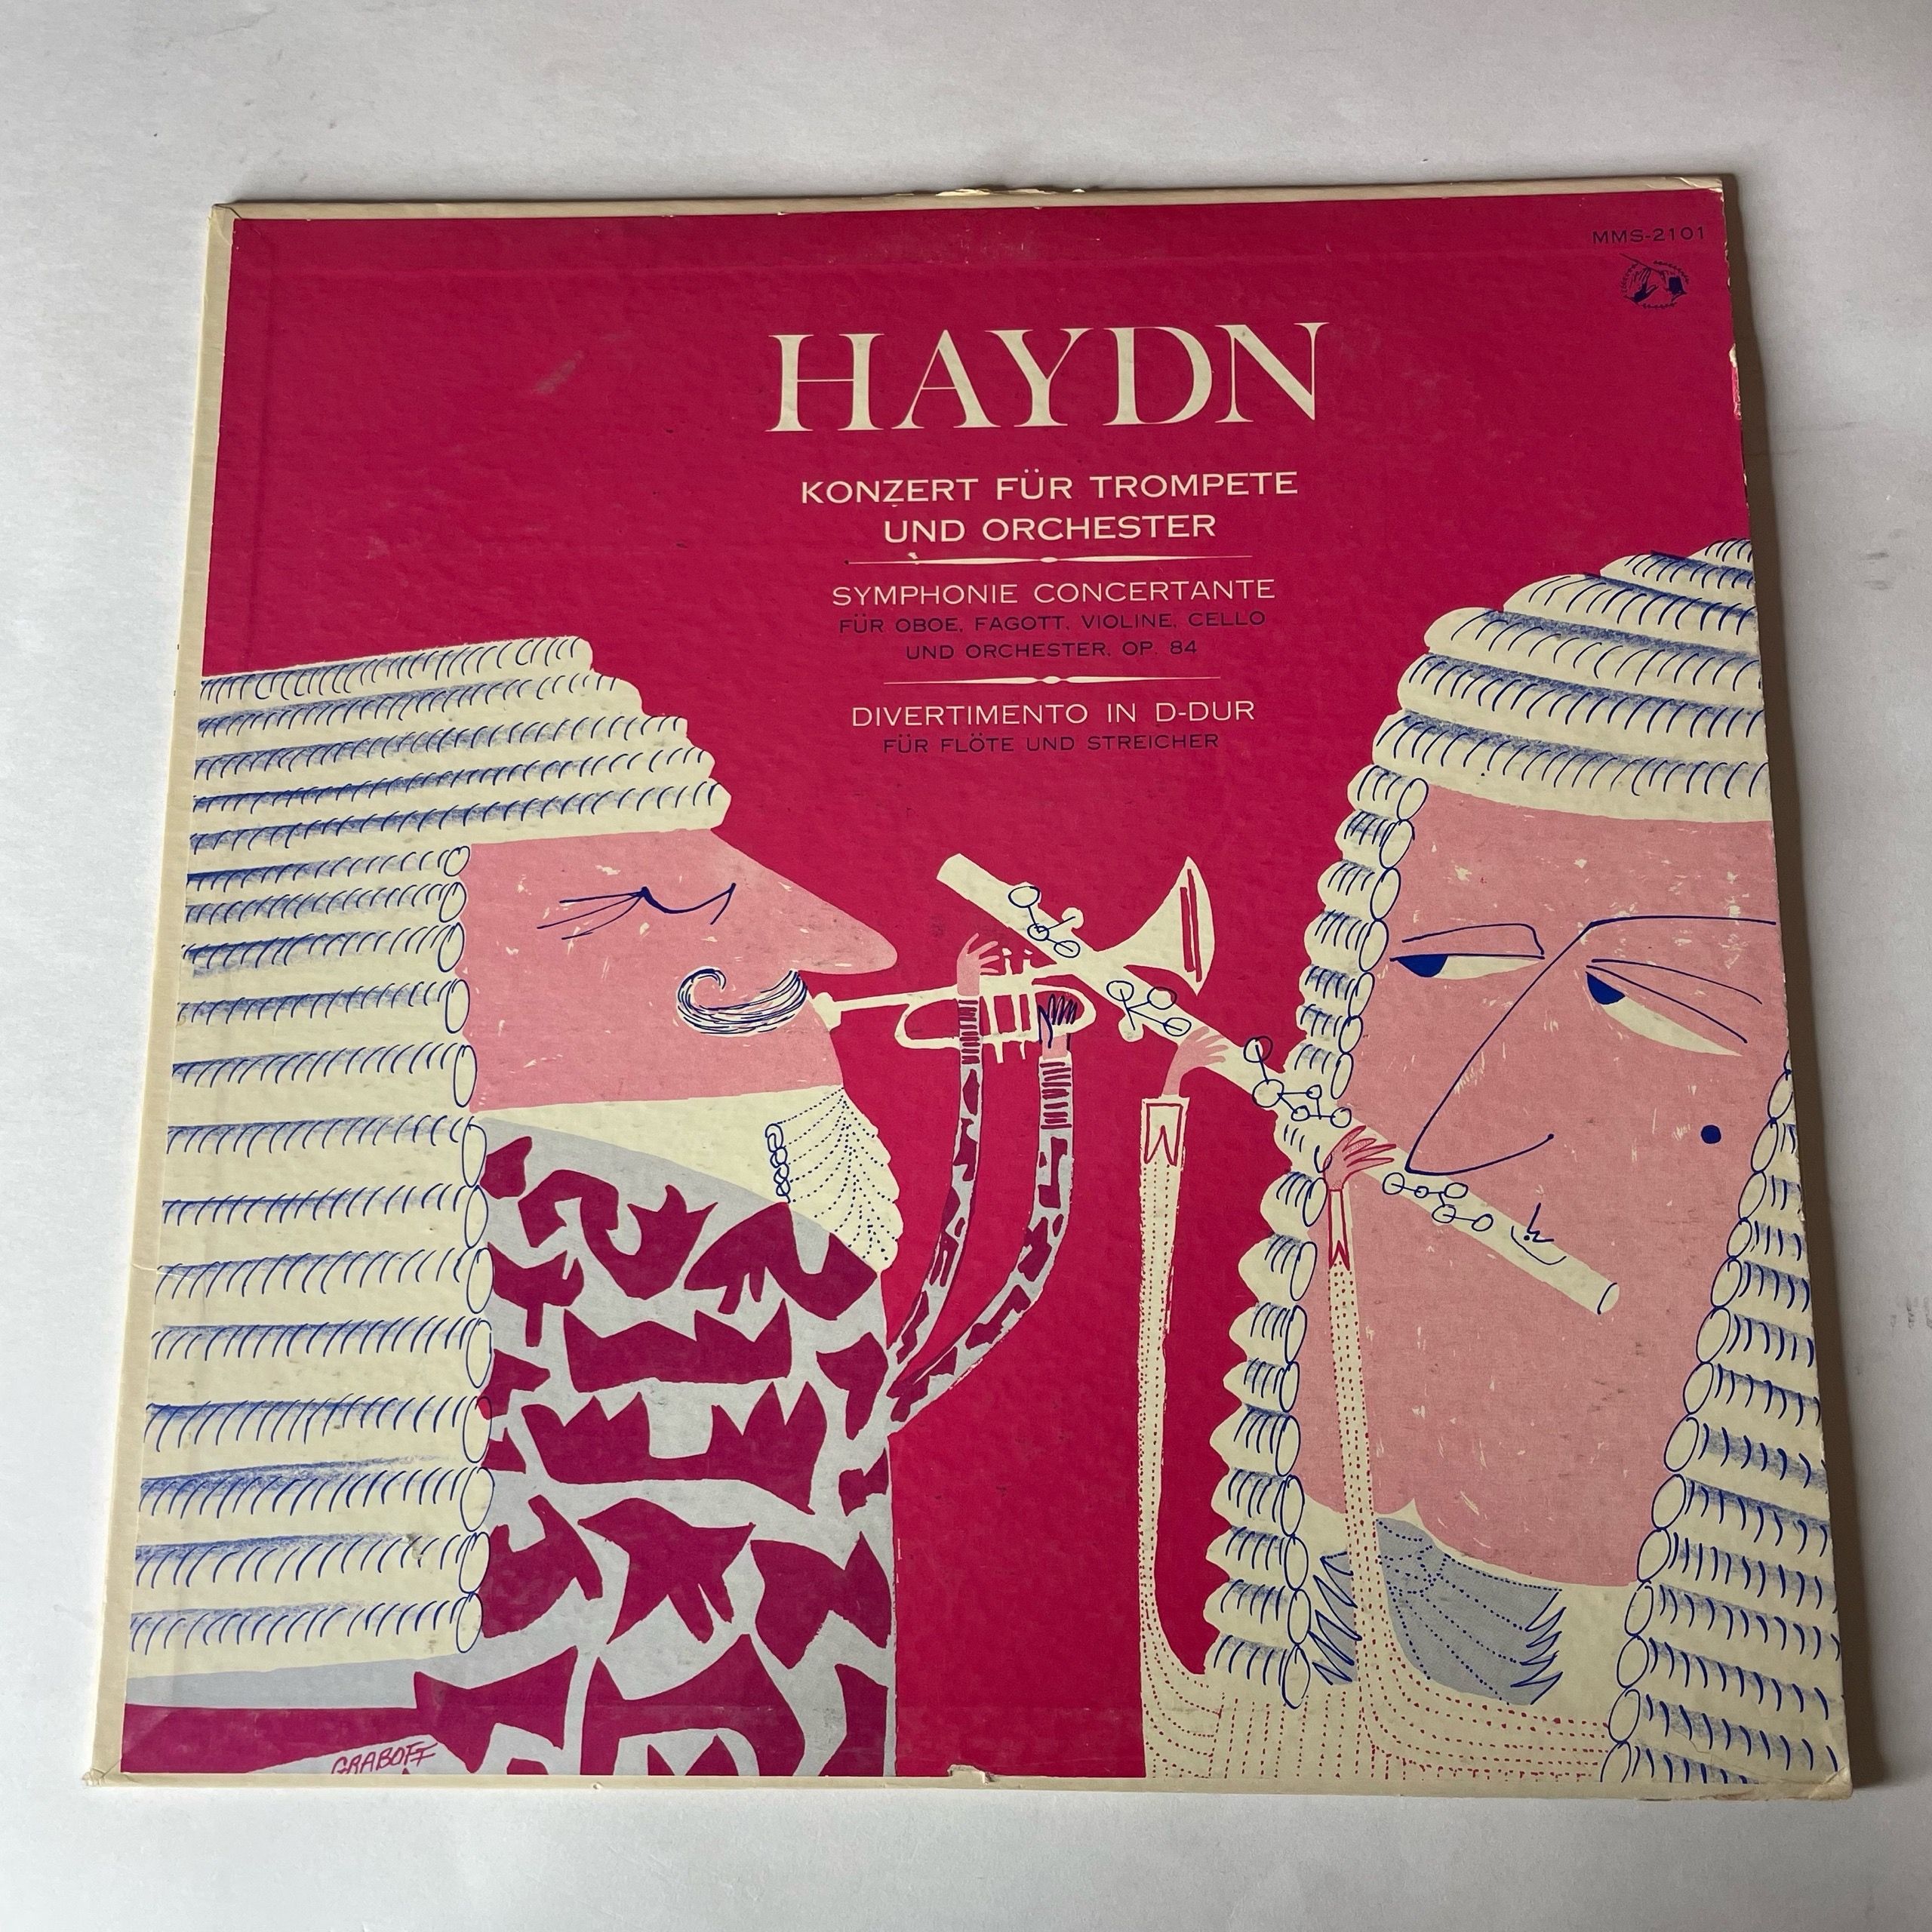 MMS-2101
HAYDN
KONZERT FÜR TROMPETE
UND ORCHESTER
SYMPHONIE CONCERTANTE
FÜR OBOE, FAGOTT, VIOLINE, CELLO
UND ORCHESTER, OP. 84
DIVERTIMENTO IN D-DUR
FÜR FLÖTE UND STREICHER
GRABOFF